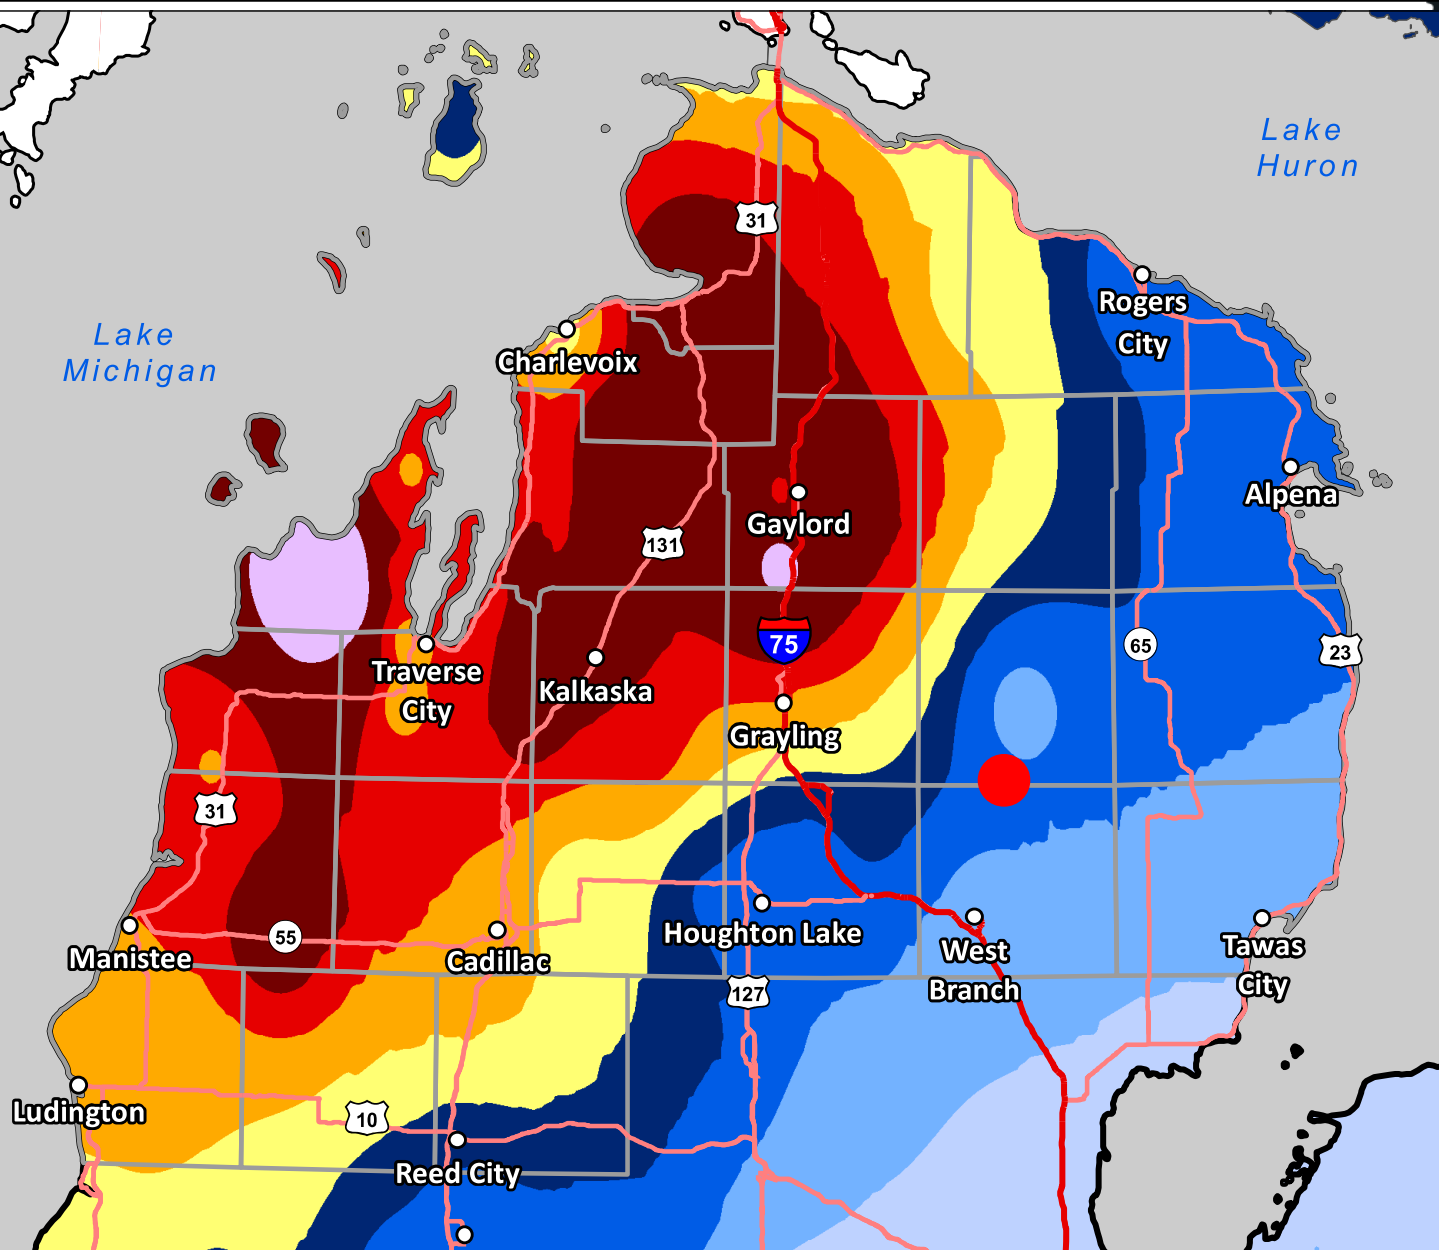 Lake
Huron
31
Rogers
City
Lake
Michigan
Charlevoix
Alpena
Gaylord
131
75
65
23
Traverse
City
Kalkaska
Grayling
31
55
Manistee
Cadillac
Houghton Lake
West
Branch
Tawas
City
127
Ludington
10
Reed City